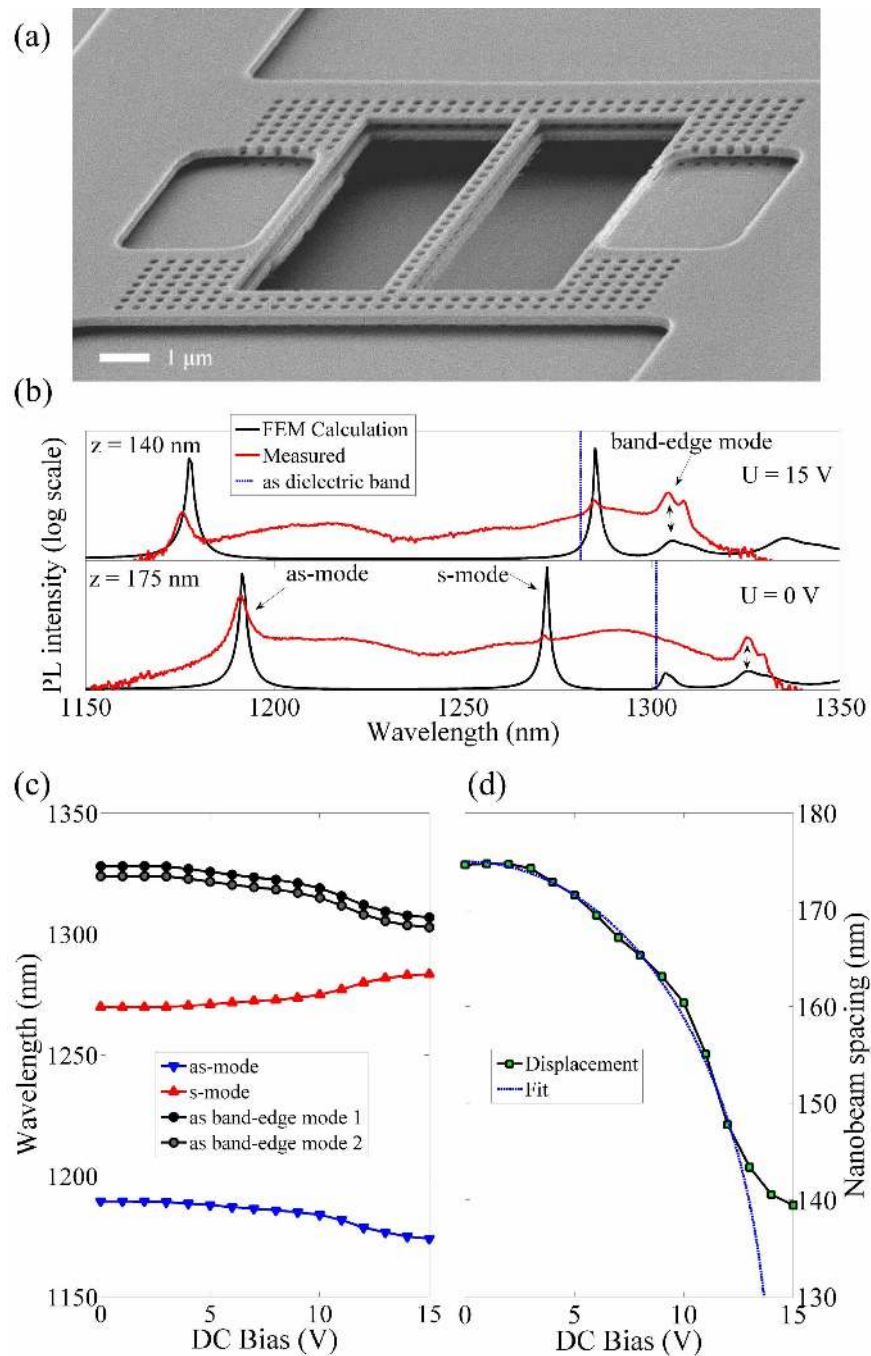 (a)
1 μm
(b)
z = 140 nm
FEM Calculation
Measured
as dielectric band
band-edge mode
U = 15 V
z = 175 nm
as-mode
s-mode
U = 0 V
PL intensity (log scale)
1150 1200 1250 1300 1350
Wavelength (nm)
(c)
1350
1300
1250
1200
1150
Wavelength (nm)
as-mode
s-mode
as band-edge mode 1
as band-edge mode 2
0 5 10 15
DC Bias (V)
(d)
180
170
160
150
140
130
Nanobeam spacing (nm)
Displacement
Fit
0 5 10 15
DC Bias (V)